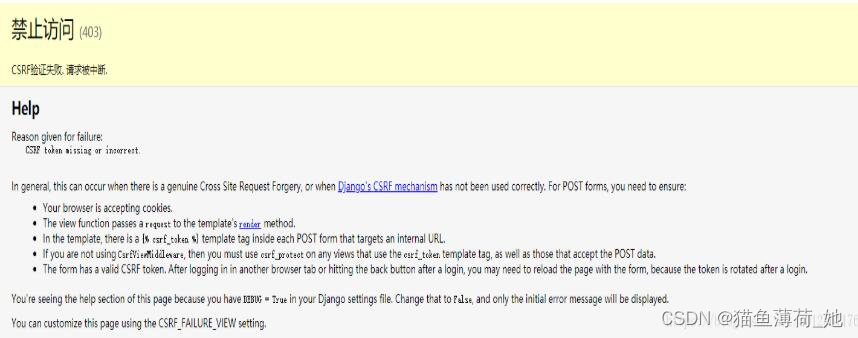 禁止访问 (403)
CSRF验证失败. 请求被中断.
Help
Reason given for failure:
CSRF token missing or incorrect.
In general, this can occur when there is a genuine Cross Site Request Forgery, or when Django's CSRF mechanism has not been used correctly. For POST forms, you need to ensure:
• Your browser is accepting cookies.
• The view function passes a request to the template's render method.
• In the template, there is a {% csrf_token %} template tag inside each POST form that targets an internal URL.
• If you are not using CsrfViewMiddleware, then you must use csrf_protect on any views that use the csrf_token template tag, as well as those that accept the POST data.
• The form has a valid CSRF token. After logging in in another browser tab or hitting the back button after a login, you may need to reload the page with the form, because the token is rotated after a login.
You're seeing the help section of this page because you have DEBUG = True in your Django settings file. Change that to False, and only the initial error message will be displayed.
You can customize this page using the CSRF_FAILURE_VIEW setting.
CSDN @猫鱼薄荷_她